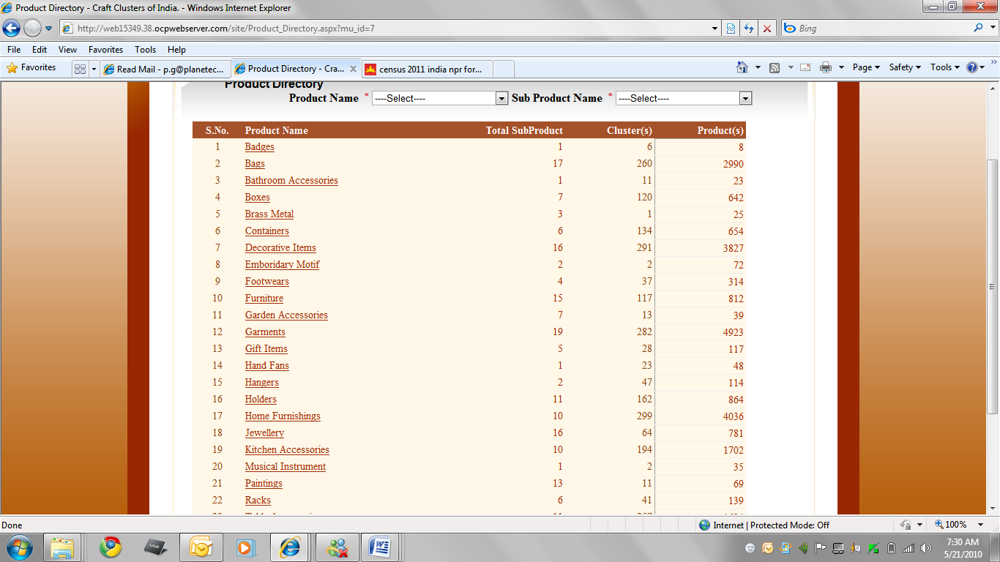 Product Directory - Craft Clusters of India. - Windows Internet Explorer
http://web15349.38.ocpwebserver.com/site/Product_Directory.aspx?mu_id=7
Bing
File Edit View Favorites Tools Help
Favorites
Read Mail - p.g@planetec...
Product Directory - Cra...
census 2011 india npr for...
Page Safety Tools
Product Directory
Product Name * ----Select---- Sub Product Name * ----Select----
S.No. Product Name Total SubProduct Cluster(s) Product(s)
1 Badges 1 6 8
2 Bags 17 260 2990
3 Bathroom Accessories 1 11 23
4 Boxes 7 120 642
5 Brass Metal 3 1 25
6 Containers 6 134 654
7 Decorative Items 16 291 3827
8 Emboridary Motif 2 2 72
9 Footwears 4 37 314
10 Furniture 15 117 812
11 Garden Accessories 7 13 39
12 Garments 19 282 4923
13 Gift Items 5 28 117
14 Hand Fans 1 23 48
15 Hangers 2 47 114
16 Holders 11 162 864
17 Home Furnishings 10 299 4036
18 Jewellery 16 64 781
19 Kitchen Accessories 10 194 1702
20 Musical Instrument 1 2 35
21 Paintings 13 11 69
22 Racks 6 41 139
Done
Internet | Protected Mode: Off
100%
VAIO
7:30 AM
5/21/2010